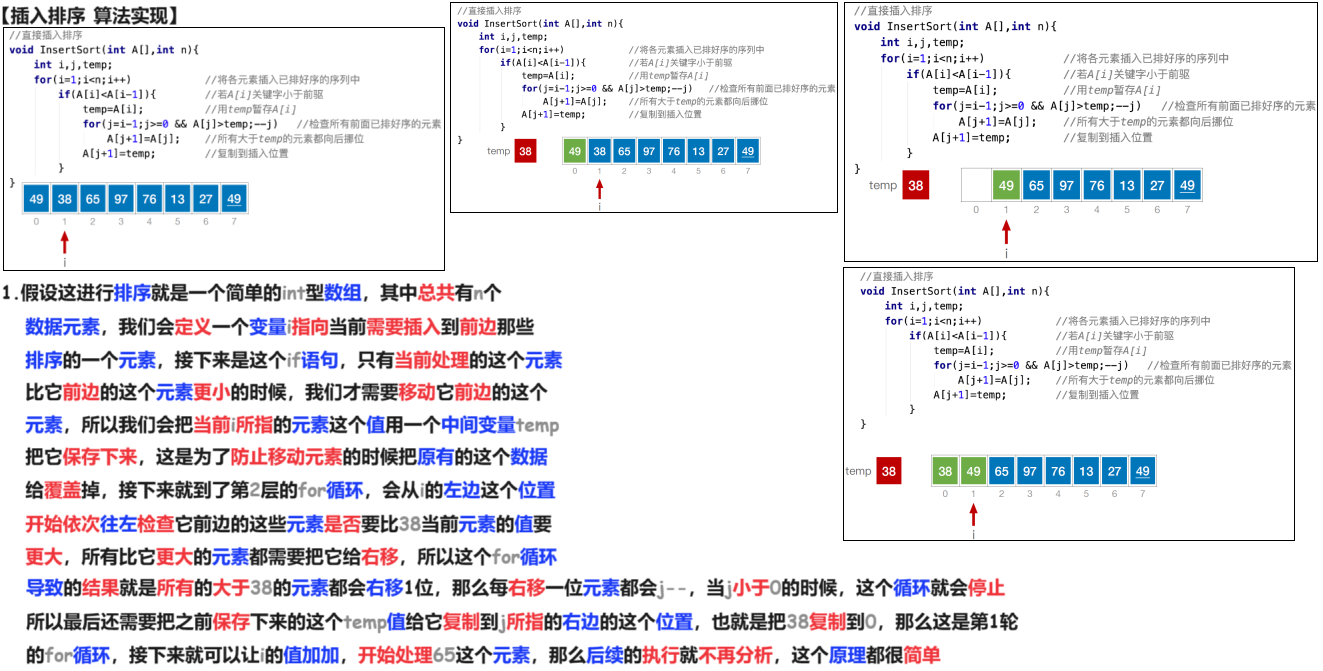 【插入排序 算法实现】
//直接插入排序
void InsertSort(int A[],int n){
int i,j,temp;
for(i=1;i<n;i++) //将各元素插入已排好序的序列中
if(A[i]<A[i-1]){ //若A[i]关键字小于前驱
temp=A[i]; //用temp暂存A[i]
for(j=i-1;j>=0 && A[j]>temp;--j) //检查所有前面已排好序的元素
A[j+1]=A[j]; //所有大于temp的元素都向后挪位
A[j+1]=temp; //复制到插入位置
}
}
49 38 65 97 76 13 27 49
0 1 2 3 4 5 6 7
i
//直接插入排序
void InsertSort(int A[],int n){
int i,j,temp;
for(i=1;i<n;i++) //将各元素插入已排好序的序列中
if(A[i]<A[i-1]){ //若A[i]关键字小于前驱
temp=A[i]; //用temp暂存A[i]
for(j=i-1;j>=0 && A[j]>temp;--j) //检查所有前面已排好序的元素
A[j+1]=A[j]; //所有大于temp的元素都向后挪位
A[j+1]=temp; //复制到插入位置
}
}
temp 38 49 38 65 97 76 13 27 49
0 1 2 3 4 5 6 7
i
//直接插入排序
void InsertSort(int A[],int n){
int i,j,temp;
for(i=1;i<n;i++) //将各元素插入已排好序的序列中
if(A[i]<A[i-1]){ //若A[i]关键字小于前驱
temp=A[i]; //用temp暂存A[i]
for(j=i-1;j>=0 && A[j]>temp;--j) //检查所有前面已排好序的元素
A[j+1]=A[j]; //所有大于temp的元素都向后挪位
A[j+1]=temp; //复制到插入位置
}
}
temp 38 49 65 97 76 13 27 49
0 1 2 3 4 5 6 7
i
//直接插入排序
void InsertSort(int A[],int n){
int i,j,temp;
for(i=1;i<n;i++) //将各元素插入已排好序的序列中
if(A[i]<A[i-1]){ //若A[i]关键字小于前驱
temp=A[i]; //用temp暂存A[i]
for(j=i-1;j>=0 && A[j]>temp;--j) //检查所有前面已排好序的元素
A[j+1]=A[j]; //所有大于temp的元素都向后挪位
A[j+1]=temp; //复制到插入位置
}
}
temp 38 38 49 65 97 76 13 27 49
0 1 2 3 4 5 6 7
i
1.假设这进行排序就是一个简单的int型数组，其中总共有n个
数据元素，我们会定义一个变量i指向当前需要插入到前边那些
排序的一个元素，接下来是这个if语句，只有当前处理的这个元素
比它前边的这个元素更小的时候，我们才需要移动它前边的这个
元素，所以我们会把当前i所指的元素这个值用一个中间变量temp
把它保存下来，这是为了防止移动元素的时候把原有的这个数据
给覆盖掉，接下来就到了第2层的for循环，会从i的左边这个位置
开始依次往左检查它前边的这些元素是否要比38当前元素的值要
更大，所有比它更大的元素都需要把它给右移，所以这个for循环
导致的结果就是所有的大于38的元素都会右移1位，那么每右移一位元素都会j--，当j小于0的时候，这个循环就会停止
所以最后还需要把之前保存下来的这个temp值给它复制到j所指的右边的这个位置，也就是把38复制到0，那么这是第1轮
的for循环，接下来就可以让i的值加加，开始处理65这个元素，那么后续的执行就不再分析，这个原理都很简单